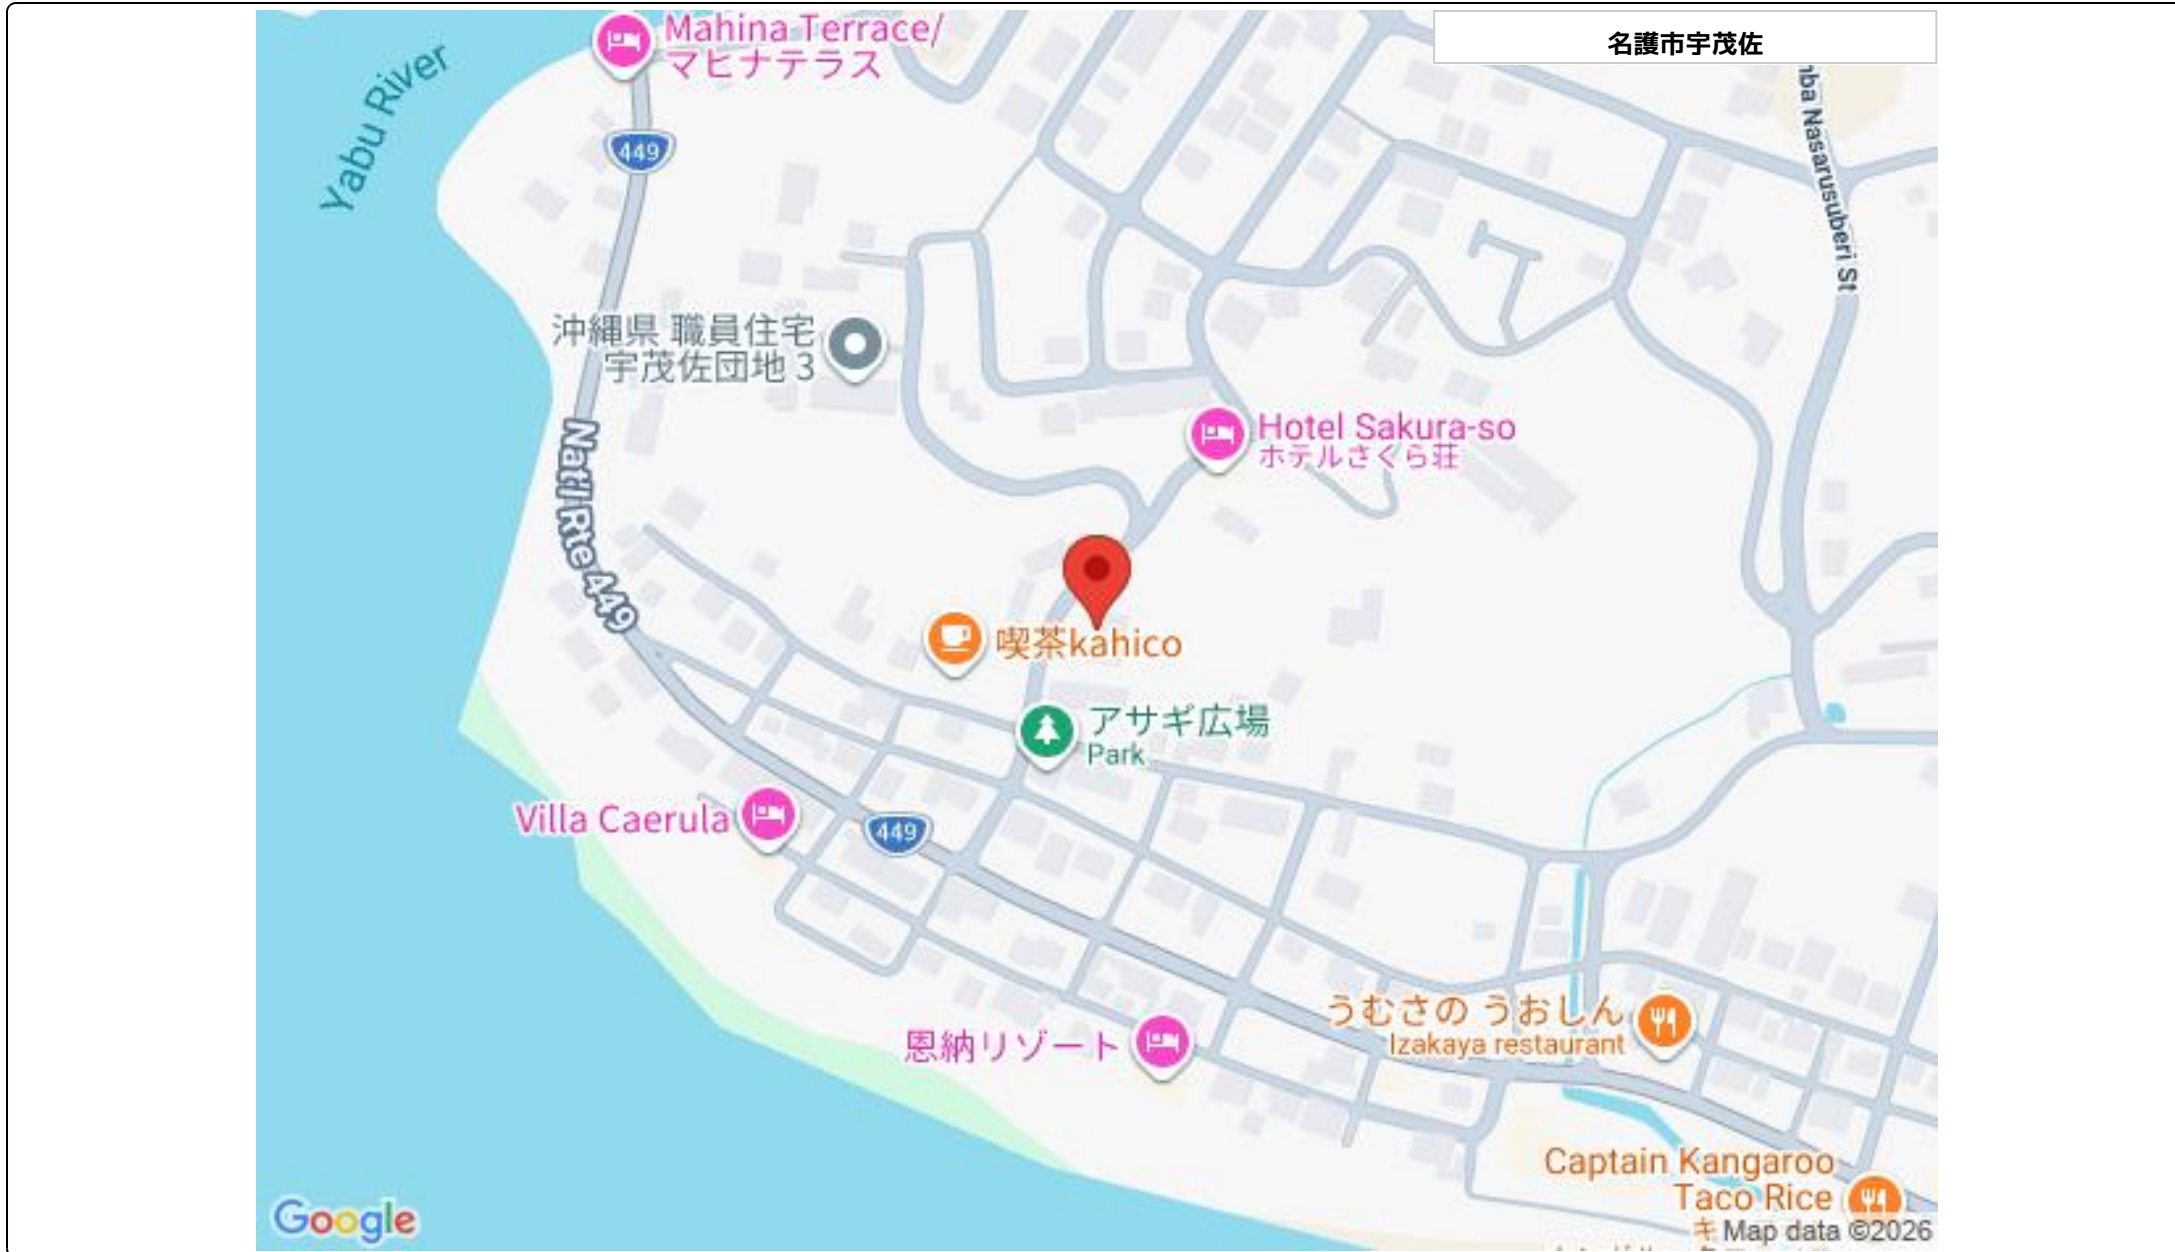 Mahina Terrace/
マヒナテラス
名護市宇茂佐
Yabu River
449
Nasarusuberi St
沖縄県 職員住宅
宇茂佐団地 3
Hotel Sakura-so
ホテルさくら荘
Nat'l Rte 449
喫茶kahico
アサギ広場
Park
Villa Caerula
449
うむさの うおしん
Izakaya restaurant
恩納リゾート
Captain Kangaroo
Taco Rice
キ
Map data ©2026
Google